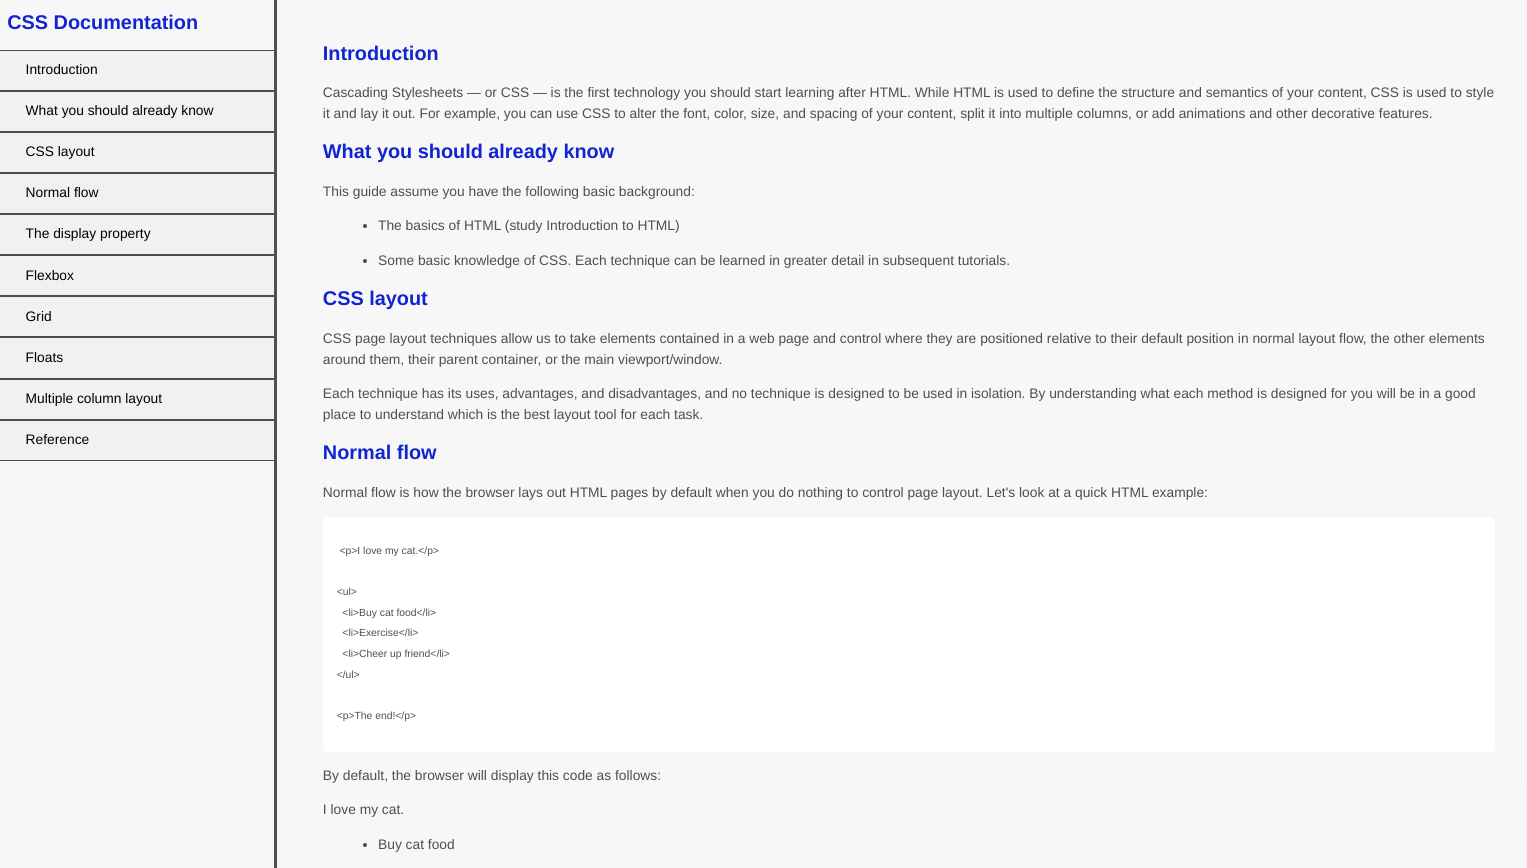 CSS Documentation
Introduction
What you should already know
CSS layout
Normal flow
The display property
Flexbox
Grid
Floats
Multiple column layout
Reference
Introduction
Cascading Stylesheets — or CSS — is the first technology you should start learning after HTML. While HTML is used to define the structure and semantics of your content, CSS is used to style
it and lay it out. For example, you can use CSS to alter the font, color, size, and spacing of your content, split it into multiple columns, or add animations and other decorative features.
What you should already know
This guide assume you have the following basic background:
• The basics of HTML (study Introduction to HTML)
• Some basic knowledge of CSS. Each technique can be learned in greater detail in subsequent tutorials.
CSS layout
CSS page layout techniques allow us to take elements contained in a web page and control where they are positioned relative to their default position in normal layout flow, the other elements
around them, their parent container, or the main viewport/window.
Each technique has its uses, advantages, and disadvantages, and no technique is designed to be used in isolation. By understanding what each method is designed for you will be in a good
place to understand which is the best layout tool for each task.
Normal flow
Normal flow is how the browser lays out HTML pages by default when you do nothing to control page layout. Let's look at a quick HTML example:
<p>I love my cat.</p>
<ul>
<li>Buy cat food</li>
<li>Exercise</li>
<li>Cheer up friend</li>
</ul>
<p>The end!</p>
By default, the browser will display this code as follows:
I love my cat.
• Buy cat food